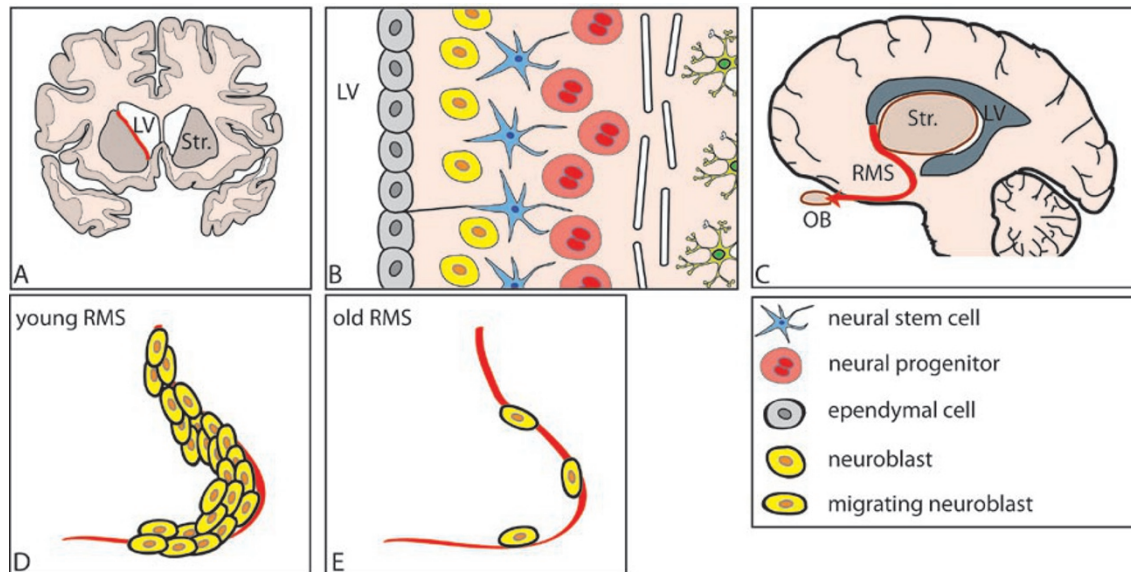 LV
Str.
A
LV
B
Str.
LV
RMS
OB
C
young RMS
D
old RMS
E
neural stem cell
neural progenitor
ependymal cell
neuroblast
migrating neuroblast